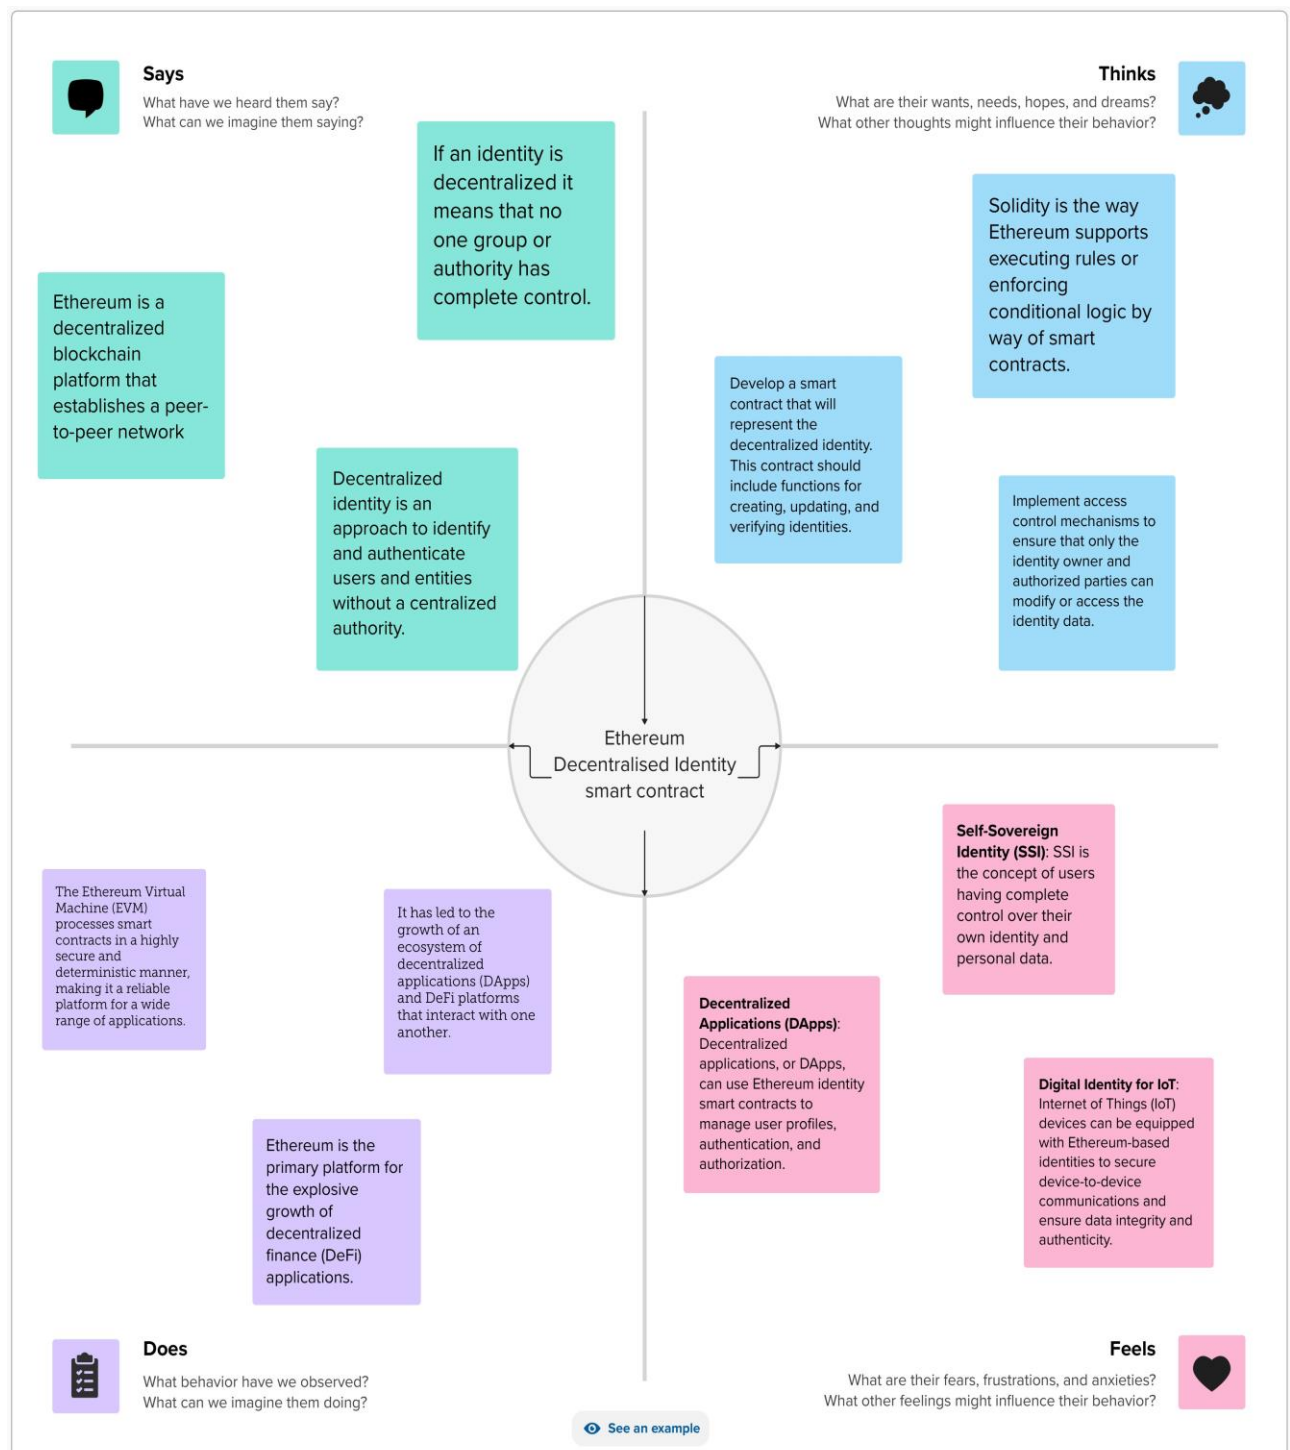 Says
What have we heard them say?
What can we imagine them saying?
If an identity is
decentralized it
means that no
one group or
authority has
complete control.
Ethereum is a
decentralized
blockchain
platform that
establishes a peer-
to-peer network
Decentralized
identity is an
approach to identify
and authenticate
users and entities
without a centralized
authority.
Thinks
What are their wants, needs, hopes, and dreams?
What other thoughts might influence their behavior?
Solidity is the way
Ethereum supports
executing rules or
enforcing
conditional logic by
way of smart
contracts.
Develop a smart
contract that will
represent the
decentralized identity.
This contract should
include functions for
creating, updating, and
verifying identities.
Implement access
control mechanisms to
ensure that only the
identity owner and
authorized parties can
modify or access the
identity data.
Ethereum
Decentralised Identity
smart contract
The Ethereum Virtual
Machine (EVM)
processes smart
contracts in a highly
secure and
deterministic manner,
making it a reliable
platform for a wide
range of applications.
It has led to the
growth of an
ecosystem of
decentralized
applications (DApps)
and DeFi platforms
that interact with one
another.
Ethereum is the
primary platform for
the explosive
growth of
decentralized
finance (DeFi)
applications.
Does
What behavior have we observed?
What can we imagine them doing?
Self-Sovereign
Identity (SSI): SSI is
the concept of users
having complete
control over their
own identity and
personal data.
Decentralized
Applications (DApps):
Decentralized
applications, or DApps,
can use Ethereum identity
smart contracts to
manage user profiles,
authentication, and
authorization.
Digital Identity for IoT:
Internet of Things (IoT)
devices can be equipped
with Ethereum-based
identities to secure
device-to-device
communications and
ensure data integrity and
authenticity.
Feels
What are their fears, frustrations, and anxieties?
What other feelings might influence their behavior?
See an example